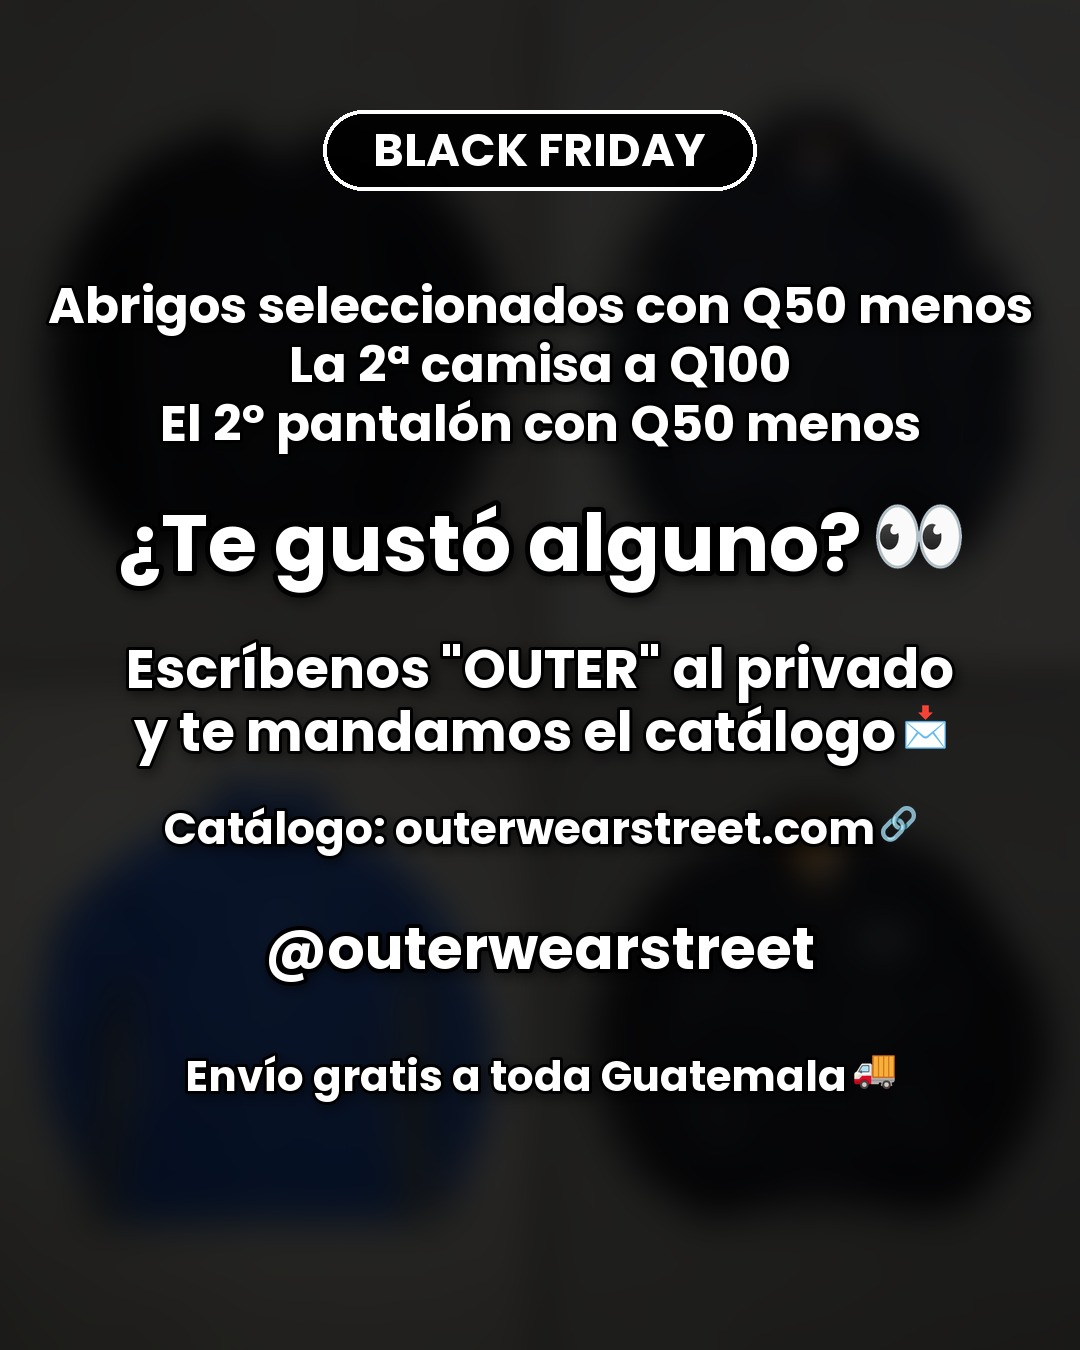 BLACK FRIDAY
Abrigos seleccionados con Q50 menos
La 2ª camisa a Q100
El 2º pantalón con Q50 menos
¿Te gustó alguno? 👀
Escríbenos "OUTER" al privado
y te mandamos el catálogo 📩
Catálogo: outerwearstreet.com 🔗
@outerwearstreet
Envío gratis a toda Guatemala 🚚